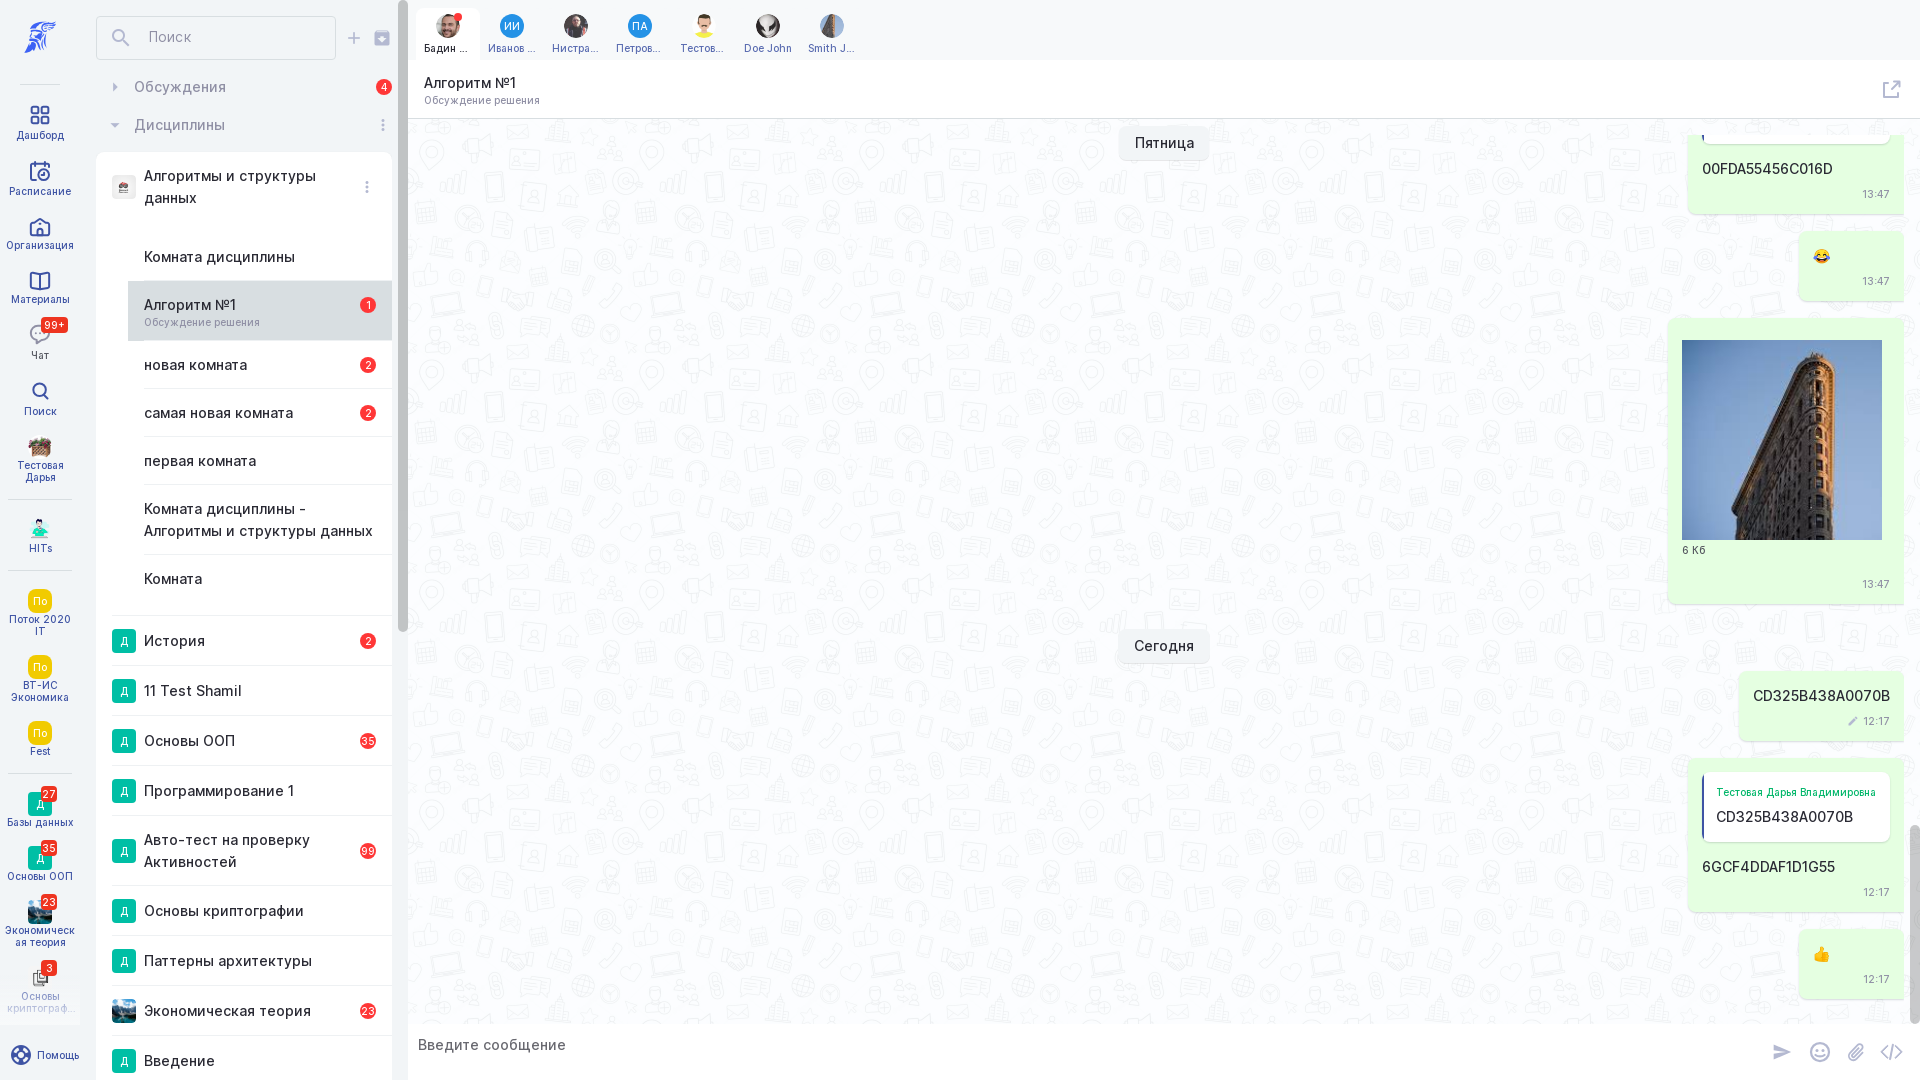 Дашборд
Расписание
Организация
Материалы
99+
Чат
Поиск
Тестовая
Дарья
HITs
По
Поток 2020
IT
По
ВТ-ИС
Экономика
По
Fest
27
Д
Базы данных
35
Д
Основы ООП
23
Экономическ
ая теория
3
Основы
криптограф...
Помощь
Поиск
Обсуждения
4
Дисциплины
Алгоритмы и структуры
данных
Комната дисциплины
Алгоритм №1
1
Обсуждение решения
новая комната
2
самая новая комната
2
первая комната
Комната дисциплины -
Алгоритмы и структуры данных
Комната
Д
История
2
Д
11 Test Shamil
Д
Основы ООП
35
Д
Программирование 1
Д
Авто-тест на проверку
Активностей
99
Д
Основы криптографии
Д
Паттерны архитектуры
Экономическая теория
23
Д
Введение
Бадин ...
ИИ
Иванов ...
Нистра...
ПА
Петров...
Тестов...
Doe John
Smith J...
Алгоритм №1
Обсуждение решения
Пятница
00FDA55456C016D
13:47
13:47
6 Кб
13:47
Сегодня
CD325B438A0070B
12:17
Тестовая Дарья Владимировна
CD325B438A0070B
6GCF4DDAF1D1G55
12:17
12:17
Введите сообщение